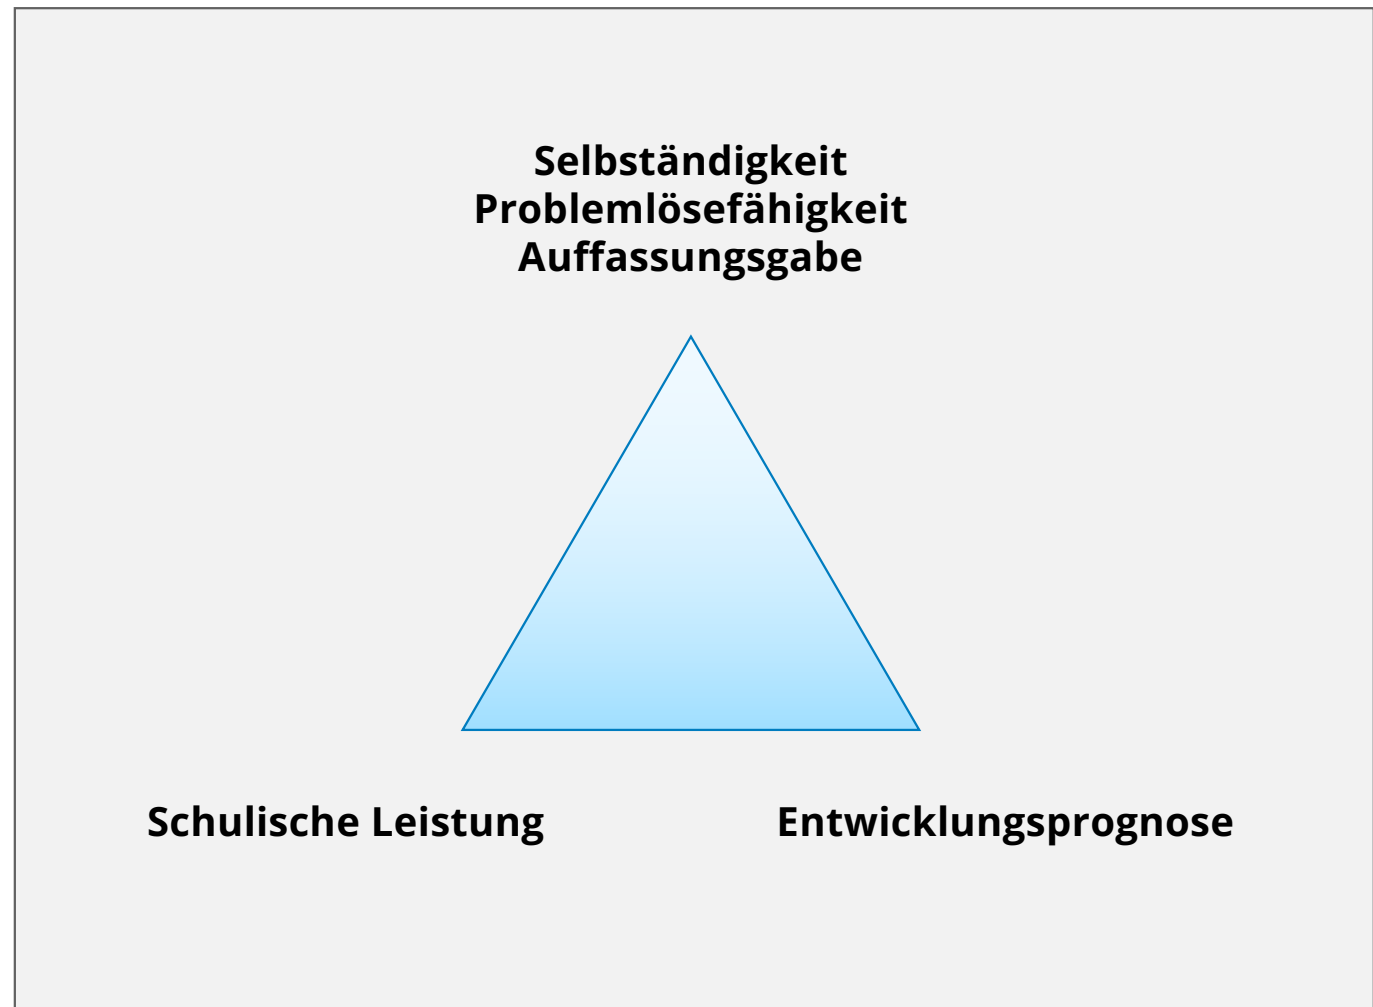 Selbständigkeit
Problemlösefähigkeit
Auffassungsgabe
Schulische Leistung
Entwicklungsprognose